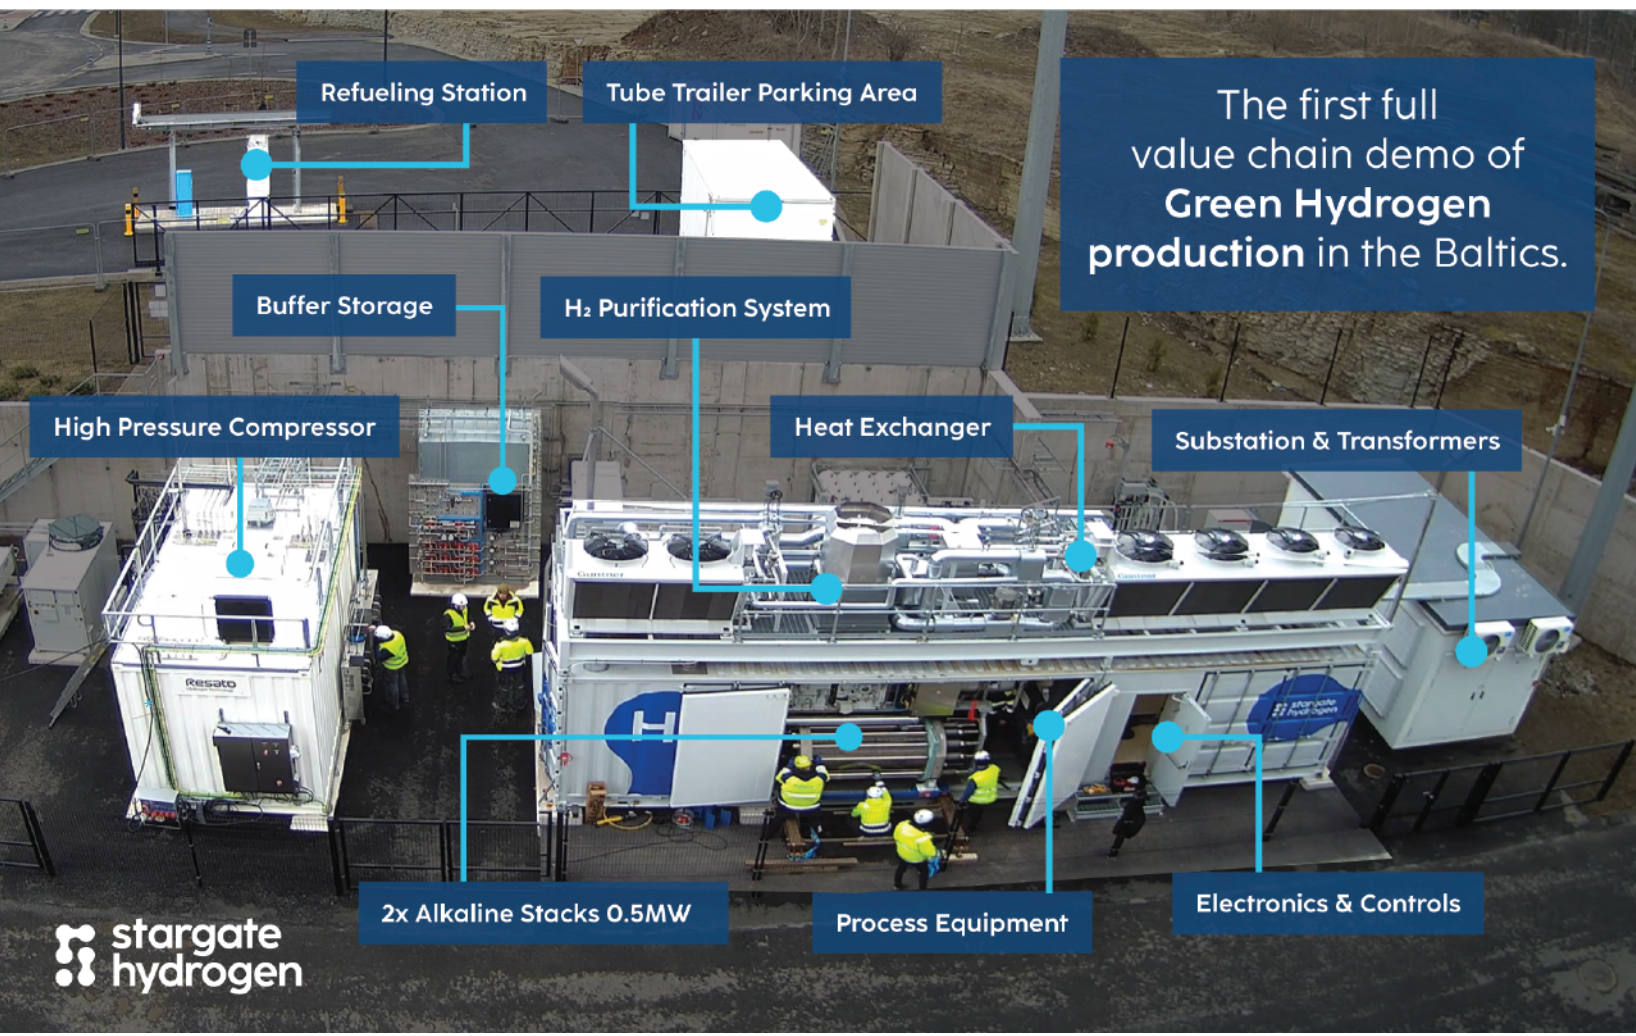 Refueling Station
Tube Trailer Parking Area
The first full
value chain demo of
Green Hydrogen
production in the Baltics.
Buffer Storage
H₂ Purification System
High Pressure Compressor
Heat Exchanger
Substation & Transformers
Resato
H
stargate
hydrogen
2x Alkaline Stacks 0.5MW
Process Equipment
Electronics & Controls
stargate
hydrogen